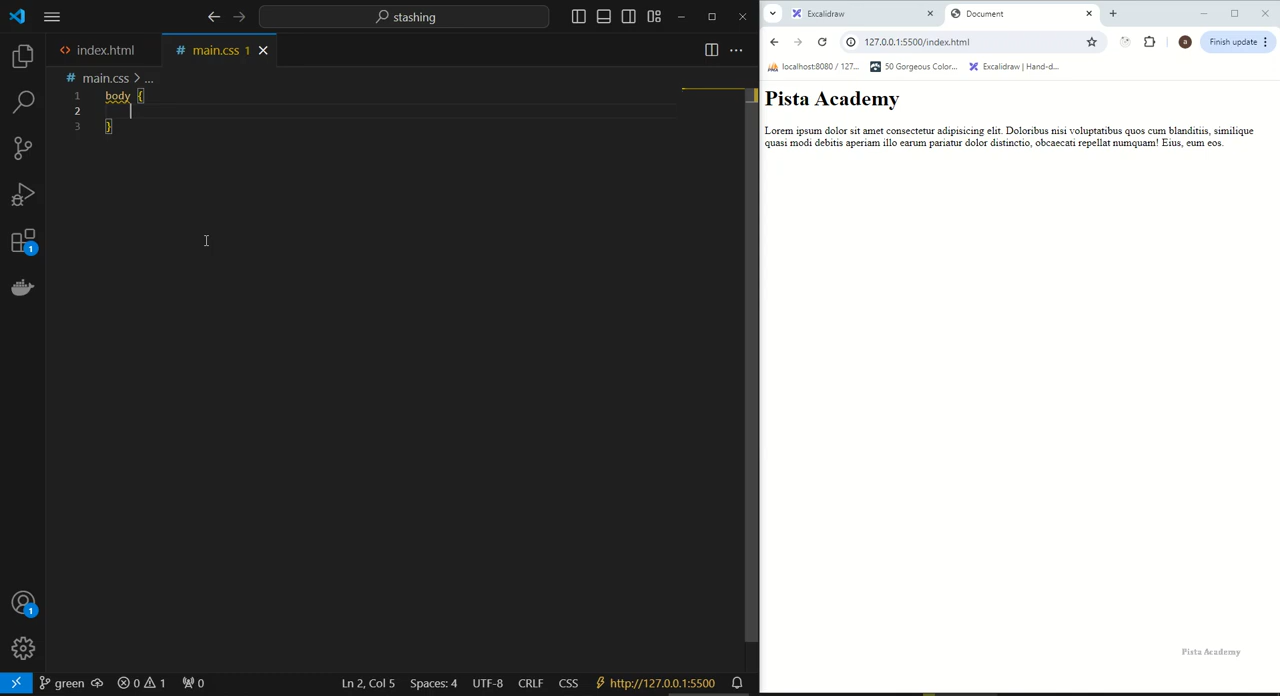 stashing
index.html
# main.css 1
# main.css > ...
1 body {
2
3 }
Ln 2, Col 5 Spaces: 4 UTF-8 CRLF CSS http://127.0.0.1:5500
green 0 1 0
1
1
Excalidraw
Document
127.0.0.1:5500/index.html
a
Finish update
localhost:8080 / 127...
50 Gorgeous Color...
Excalidraw | Hand-d...
Pista Academy
Lorem ipsum dolor sit amet consectetur adipisicing elit. Doloribus nisi voluptatibus quos cum blanditiis, similique
quasi modi debitis aperiam illo earum pariatur dolor distinctio, obcaecati repellat numquam! Eius, eum eos.
Pista Academy